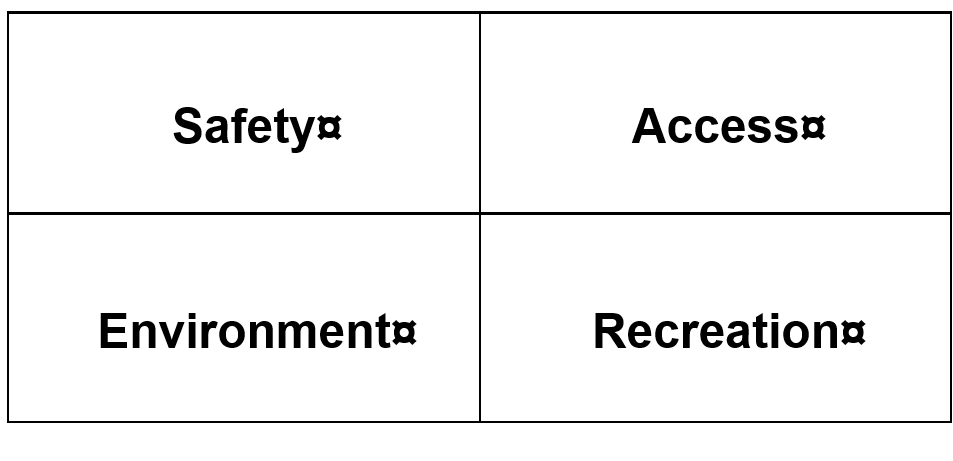 Safety¤
Access¤
Environment¤
Recreation¤